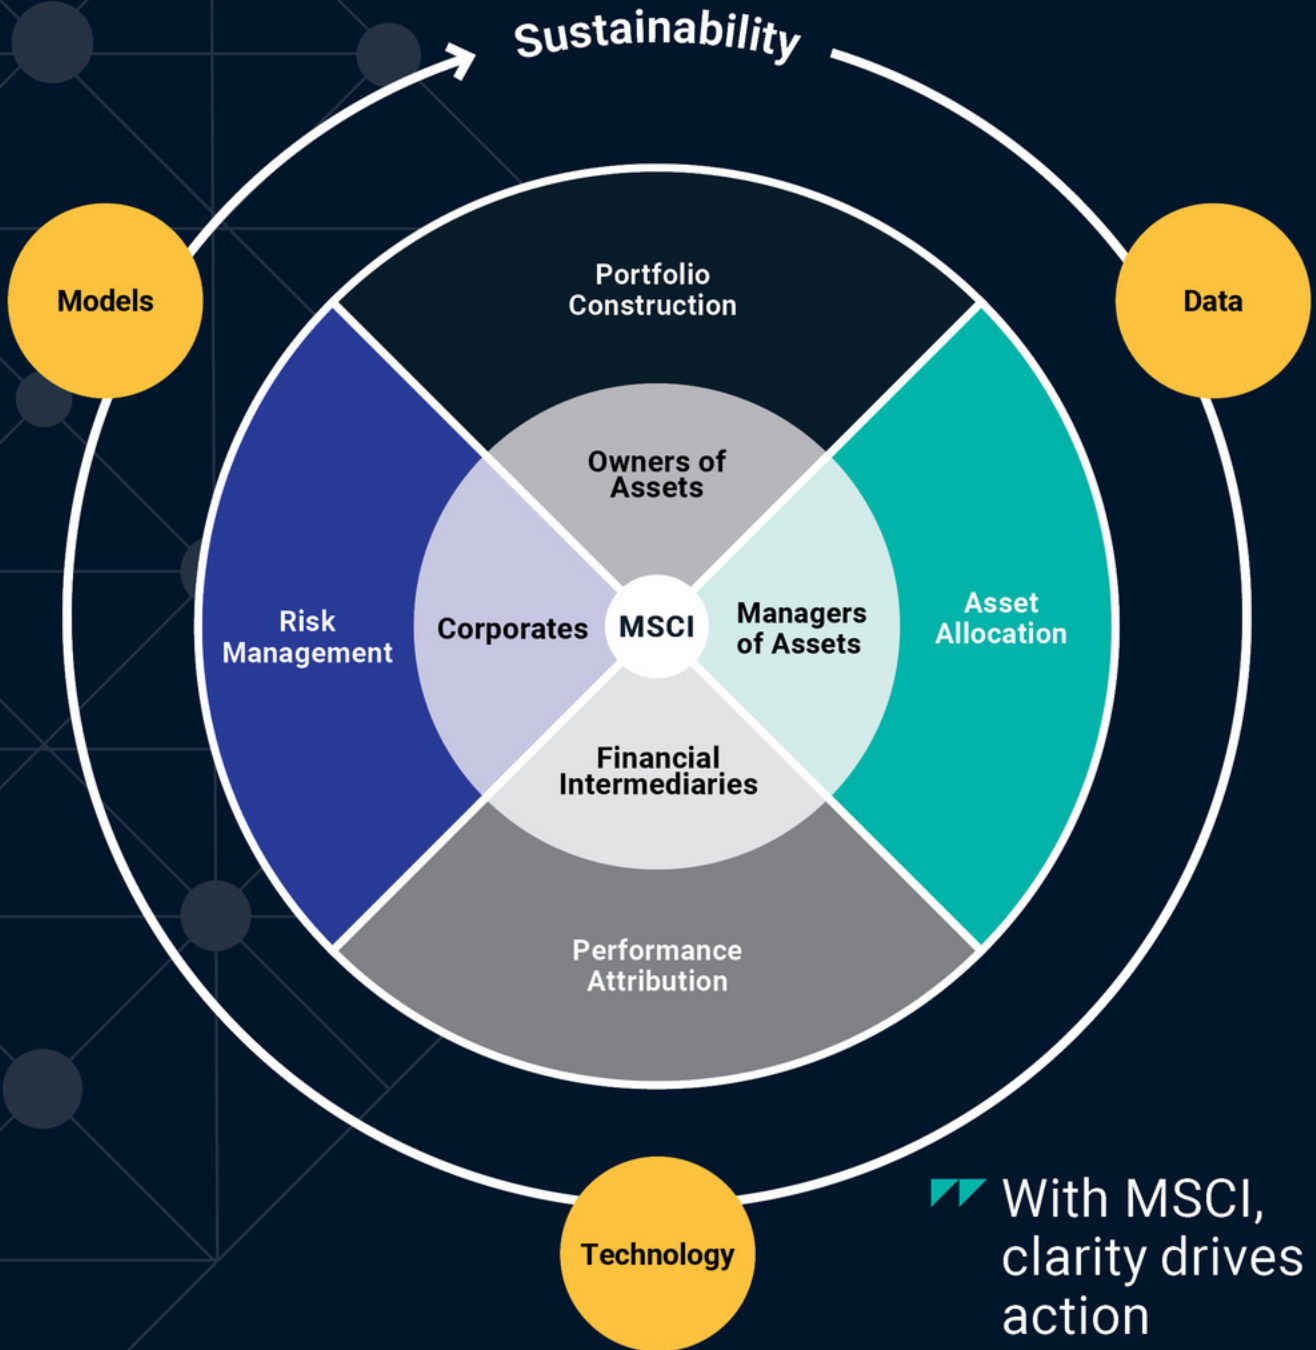 Sustainability
Models
Data
Portfolio
Construction
Owners of
Assets
Risk
Management
Corporates
MSCI
Managers
of Assets
Asset
Allocation
Financial
Intermediaries
Performance
Attribution
Technology
With MSCI,
clarity drives
action